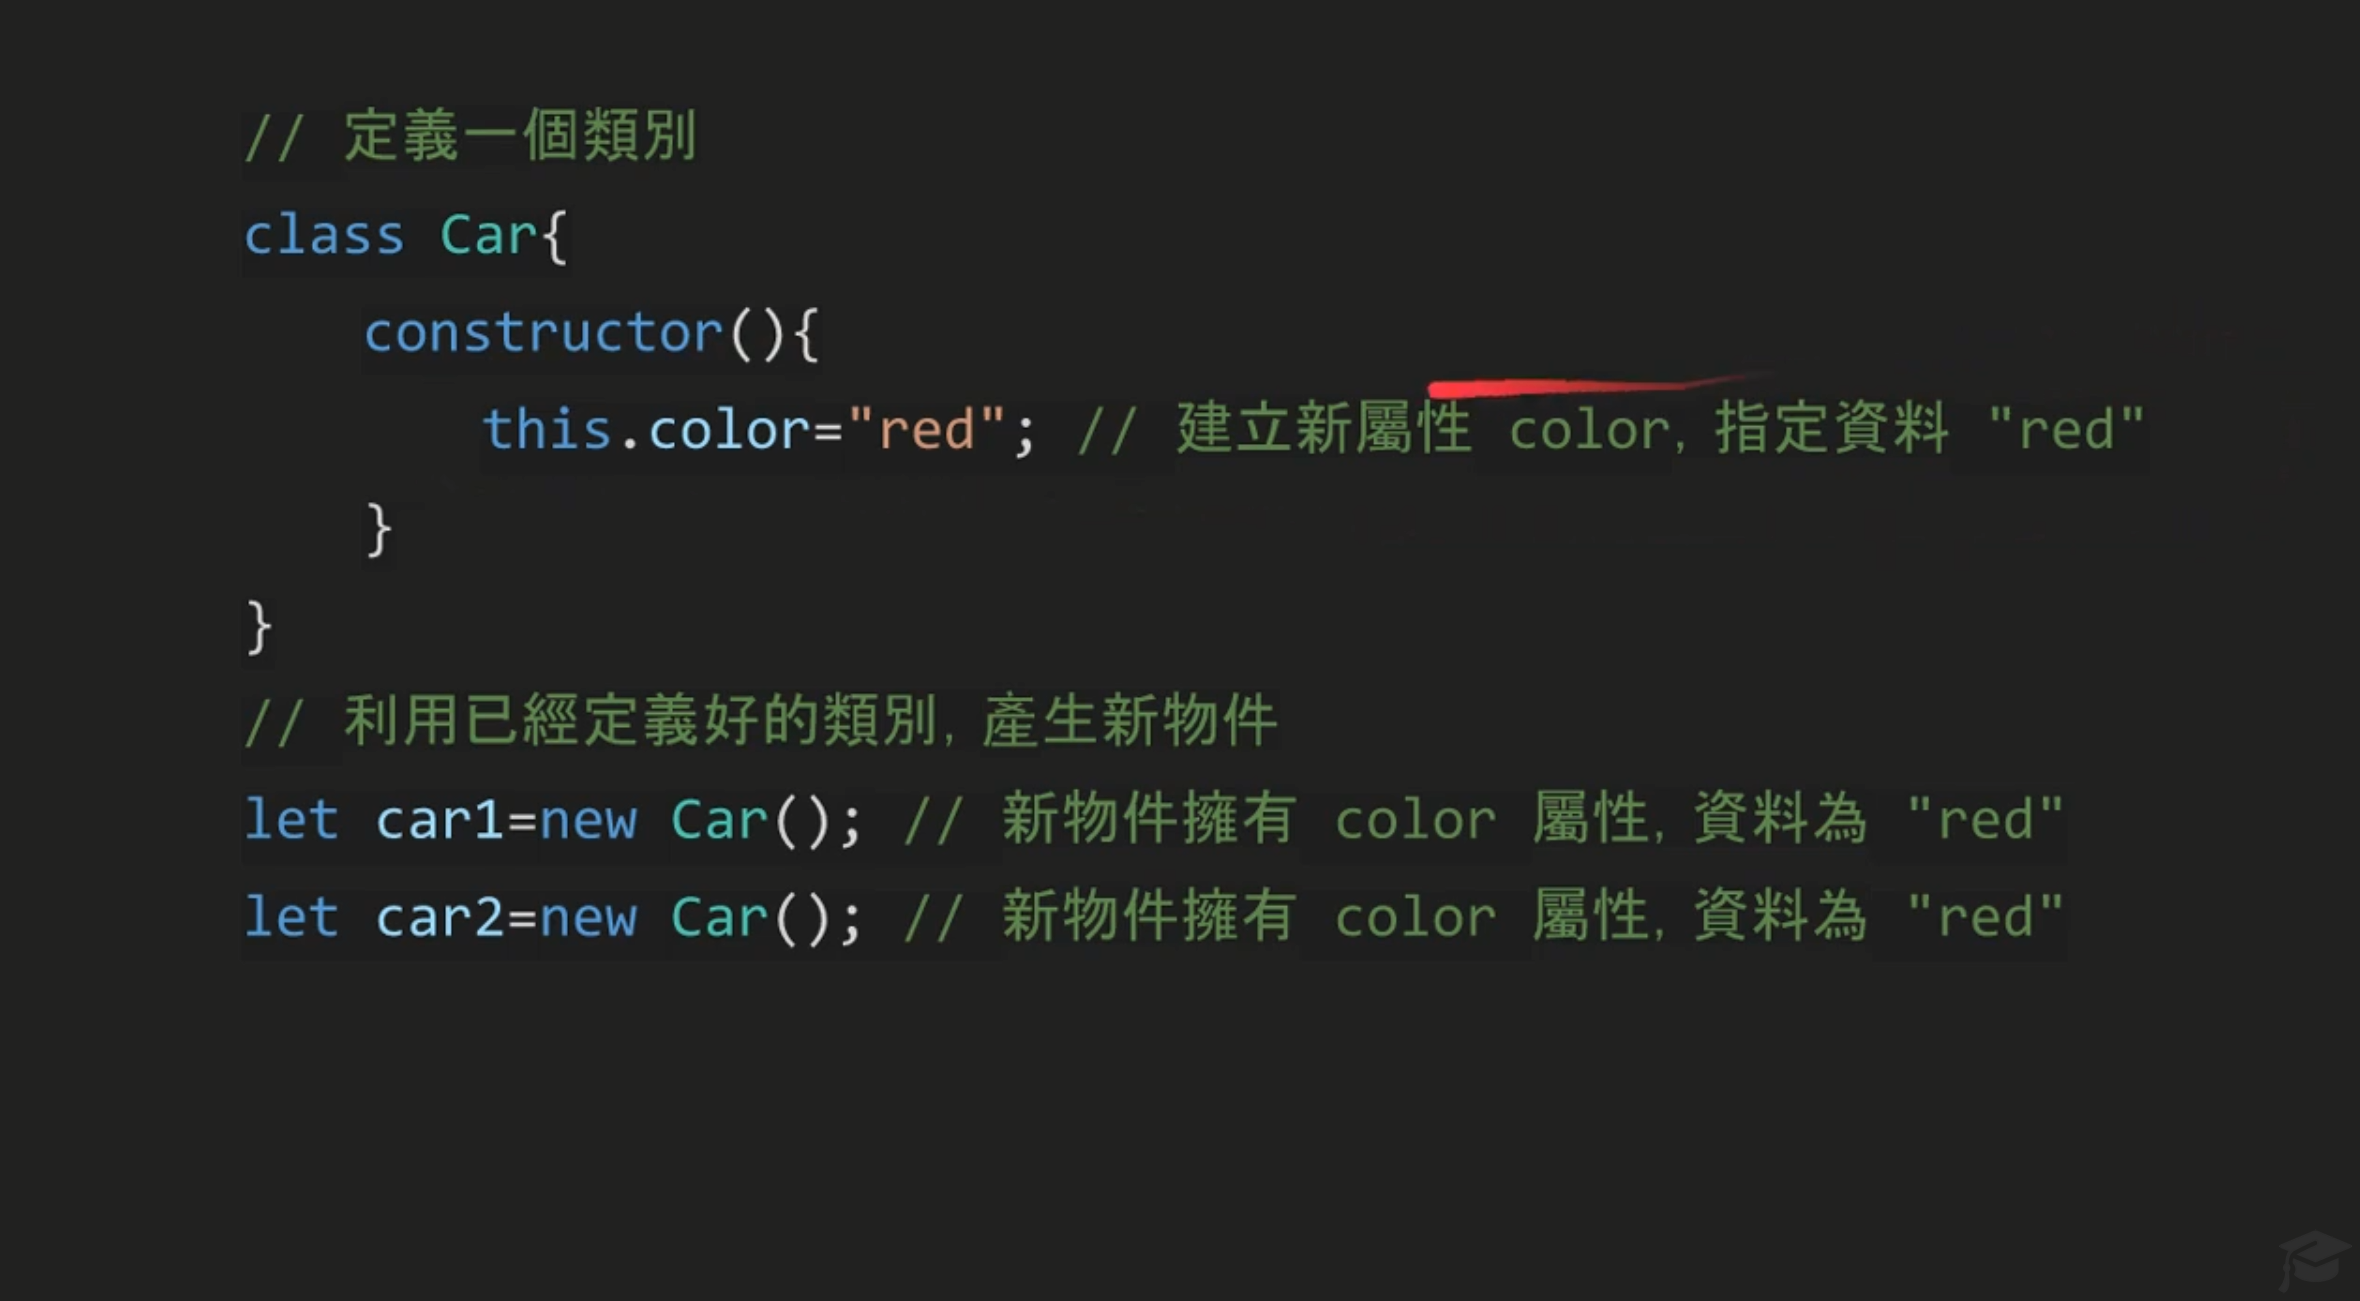 // 定義一個類別
class Car{
    constructor(){
        this.color="red"; // 建立新屬性 color, 指定資料 "red"
    }
}
// 利用已經定義好的類別, 產生新物件
let car1=new Car(); // 新物件擁有 color 屬性, 資料為 "red"
let car2=new Car(); // 新物件擁有 color 屬性, 資料為 "red"